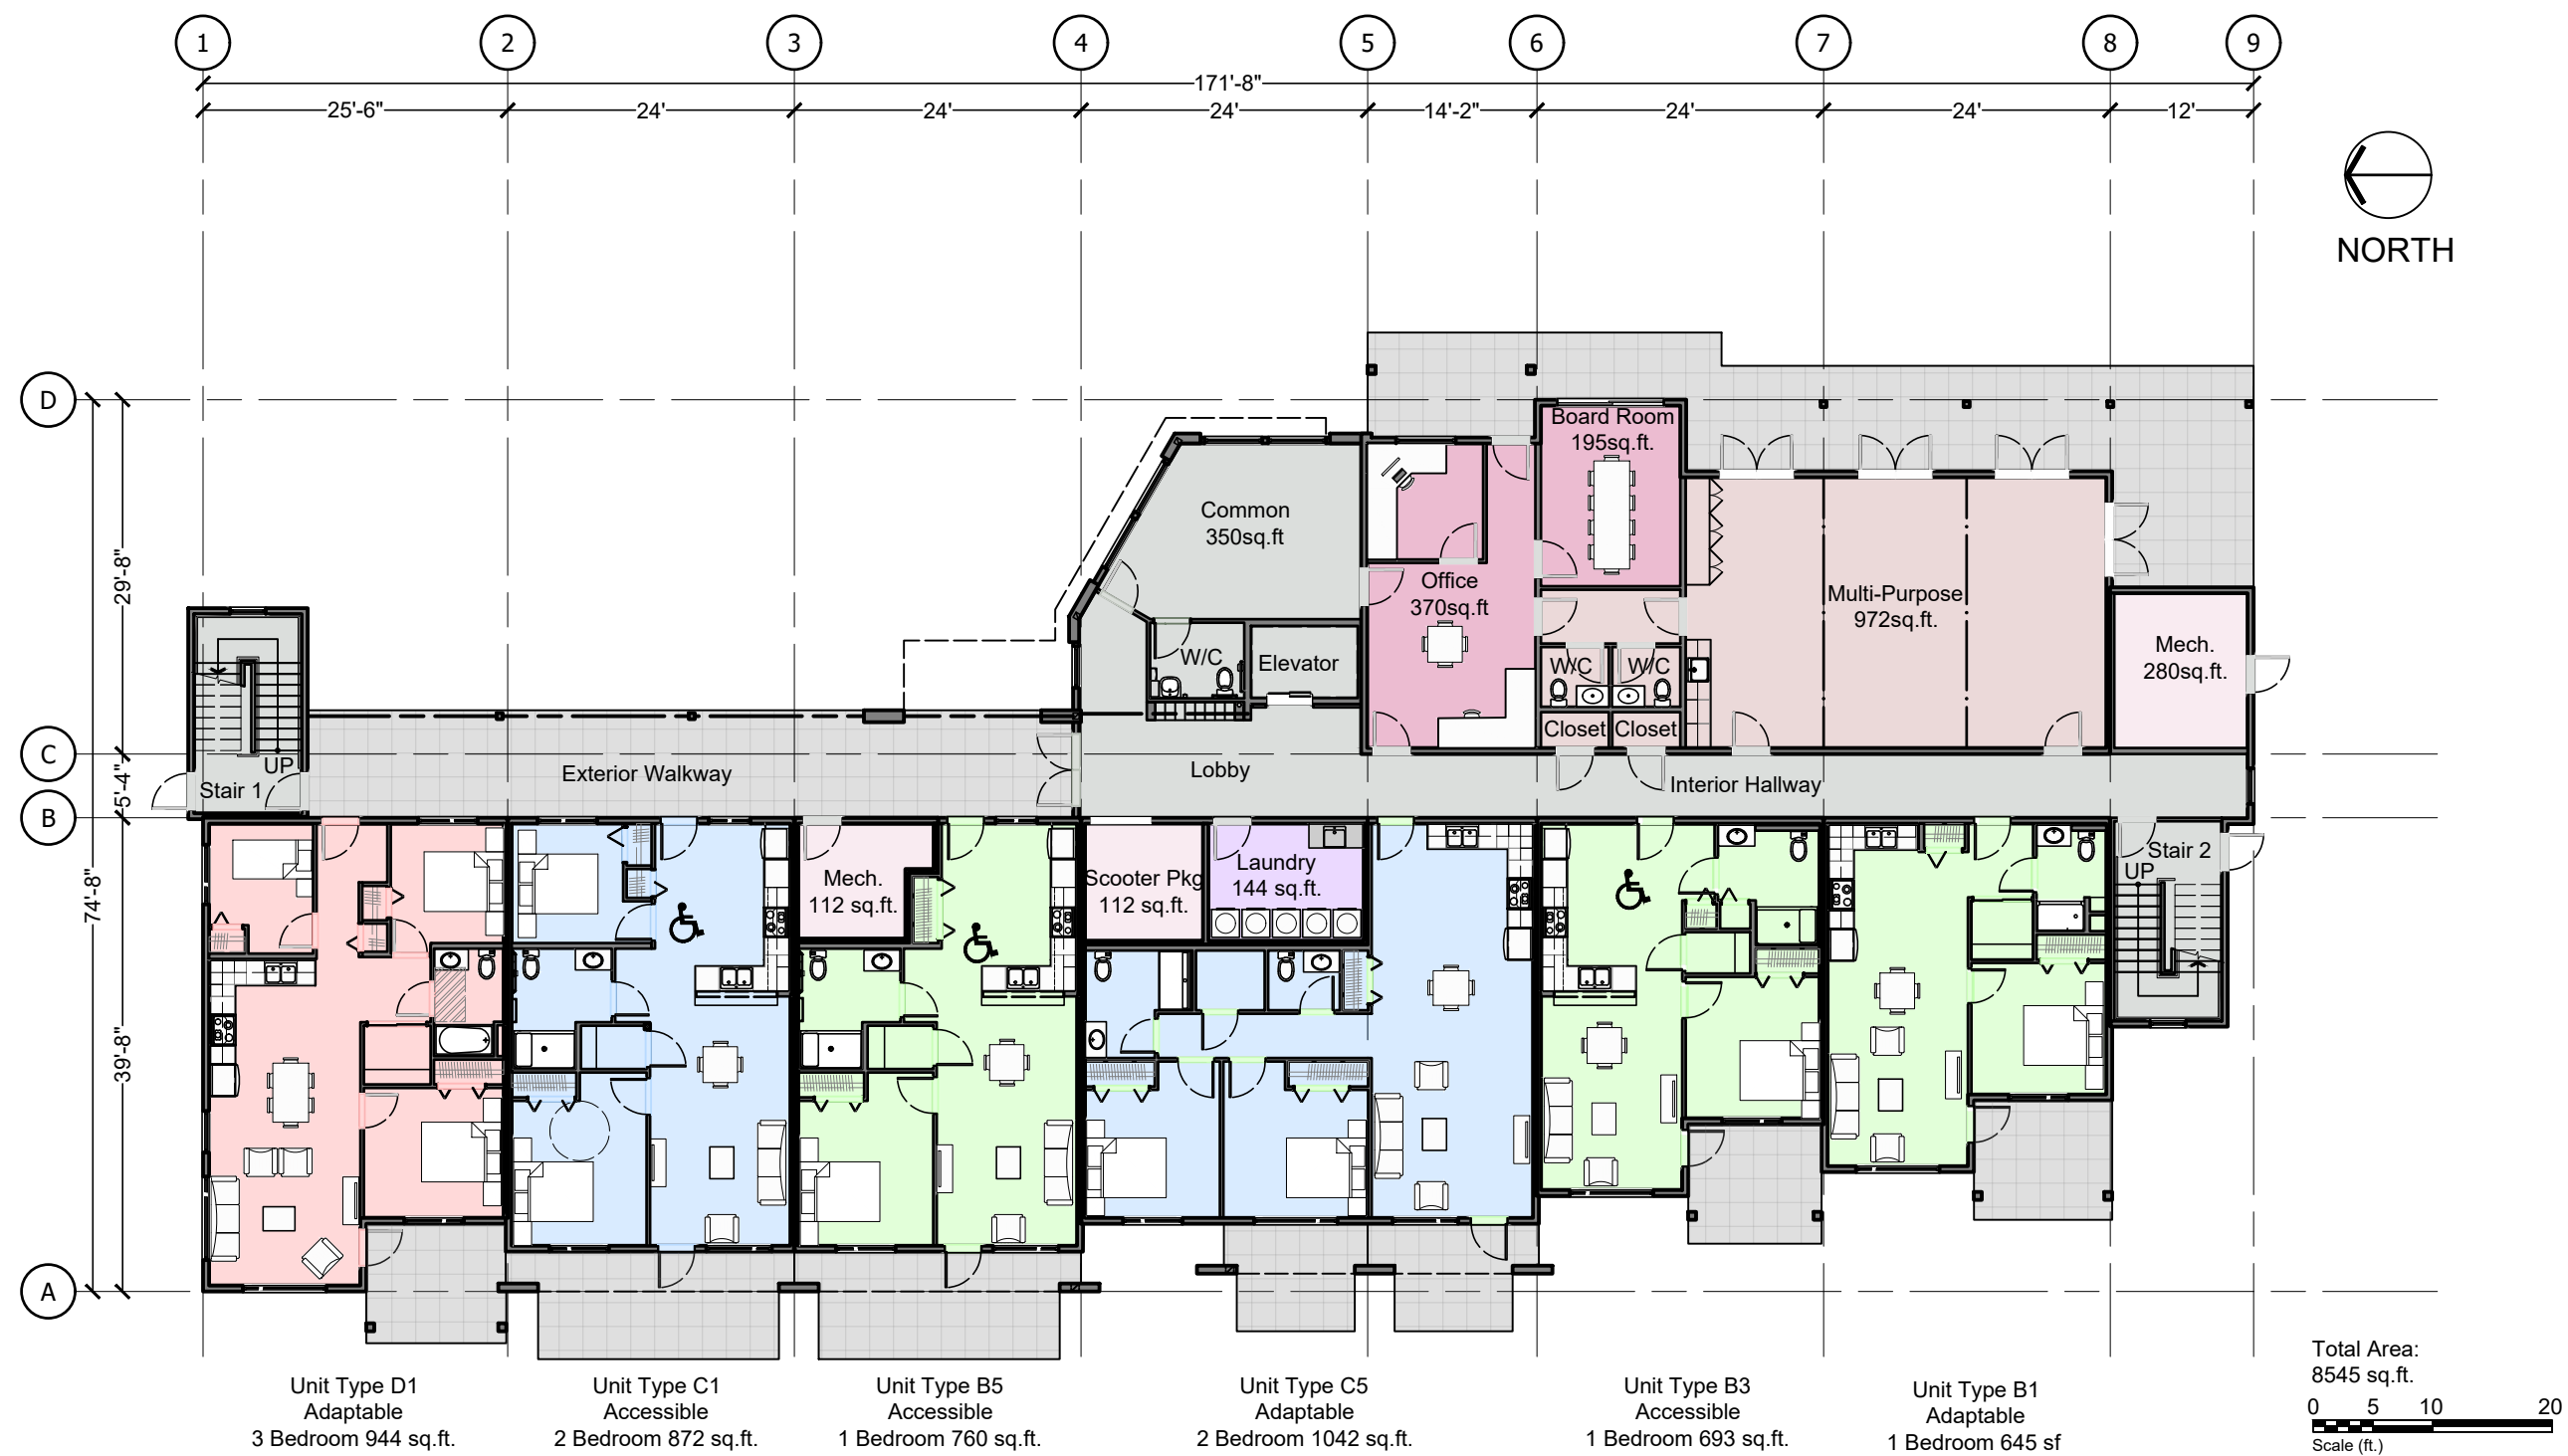 1 2 3 4 5 6 7 8 9
171'-8"
25'-6" 24' 24' 24' 14'-2" 24' 24' 12'
NORTH
D
C
B
A
29'-8"
5'-4"
74'-8"
39'-8"
Board Room
195sq.ft.
Common
350sq.ft
Office
370sq.ft
Multi-Purpose
972sq.ft.
W/C
Elevator
W/C
W/C
Closet
Closet
Mech.
280sq.ft.
UP
Stair 1
Exterior Walkway
Lobby
Interior Hallway
Mech.
112 sq.ft.
Scooter Pkg
112 sq.ft.
Laundry
144 sq.ft.
Stair 2
UP
Unit Type D1
Adaptable
3 Bedroom 944 sq.ft.
Unit Type C1
Accessible
2 Bedroom 872 sq.ft.
Unit Type B5
Accessible
1 Bedroom 760 sq.ft.
Unit Type C5
Adaptable
2 Bedroom 1042 sq.ft.
Unit Type B3
Accessible
1 Bedroom 693 sq.ft.
Unit Type B1
Adaptable
1 Bedroom 645 sf
Total Area:
8545 sq.ft.
0 5 10 20
Scale (ft.)